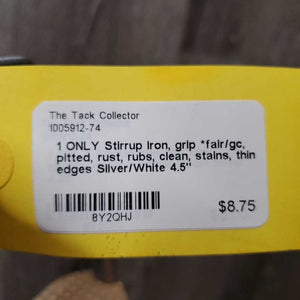 The Tack Collector
1005912-74
1 ONLY Stirrup Iron, grip *fair/gc,
pitted, rust, rubs, clean, stains, thin
edges Silver/White 4.5"
8Y2QHJ
$8.75